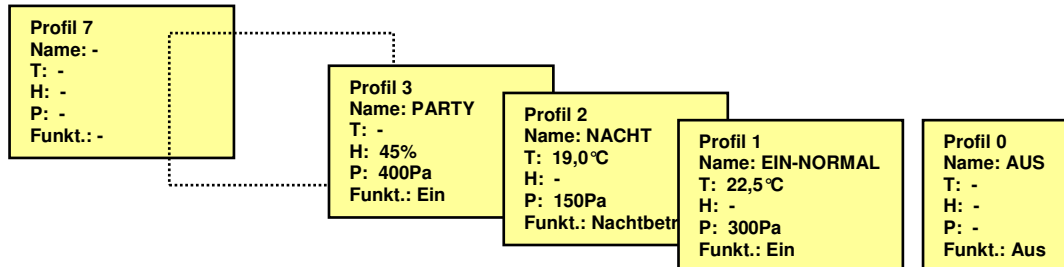 Profil 7
Name: -
T: -
H: -
P: -
Funkt.: -
Profil 3
Name: PARTY
T: -
H: 45%
P: 400Pa
Funkt.: Ein
Profil 2
Name: NACHT
T: 19,0°C
H: -
P: 150Pa
Funkt.: Nachtbetr
Profil 1
Name: EIN-NORMAL
T: 22,5°C
H: -
P: 300Pa
Funkt.: Ein
Profil 0
Name: AUS
T: -
H: -
P: -
Funkt.: Aus